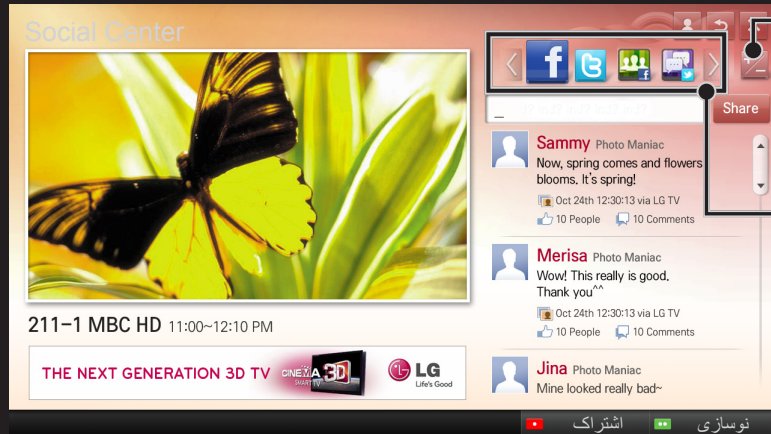 Social Center
Share
Sammy Photo Maniac
Now, spring comes and flowers
blooms. It's spring!
Oct 24th 12:30:13 via LG TV
10 People 10 Comments
Merisa Photo Maniac
Wow! This really is good.
Thank you^^
Oct 24th 12:30:13 via LG TV
10 People 10 Comments
Jina Photo Maniac
Mine looked really bad~
211-1 MBC HD 11:00~12:10 PM
THE NEXT GENERATION 3D TV CINEMA 3D SMART TV LG Life's Good
نوسازی اشتراک